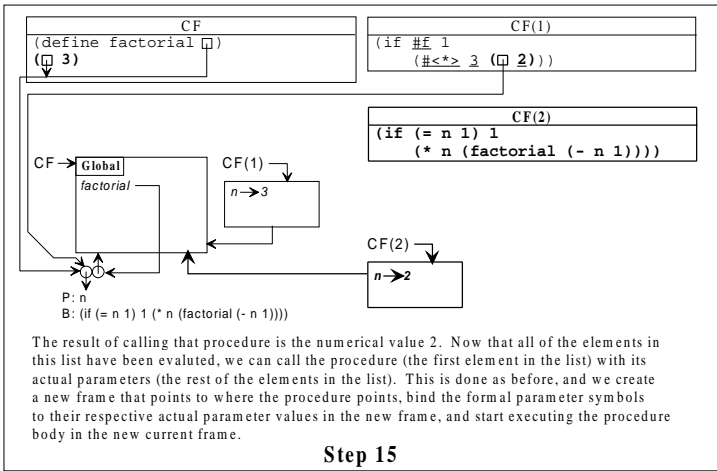 CF
(define factorial □)
(□ 3)
CF(1)
(if #f 1
(#<*> 3 (□ 2)))
CF(2)
(if (= n 1) 1
(* n (factorial (- n 1))))
CF
Global
factorial
CF(1)
n→3
CF(2)
n→2
P: n
B: (if (= n 1) 1 (* n (factorial (- n 1))))
The result of calling that procedure is the numerical value 2. Now that all of the elements in
this list have been evaluted, we can call the procedure (the first element in the list) with its
actual parameters (the rest of the elements in the list). This is done as before, and we create
a new frame that points to where the procedure points, bind the formal parameter symbols
to their respective actual parameter values in the new frame, and start executing the procedure
body in the new current frame.
Step 15